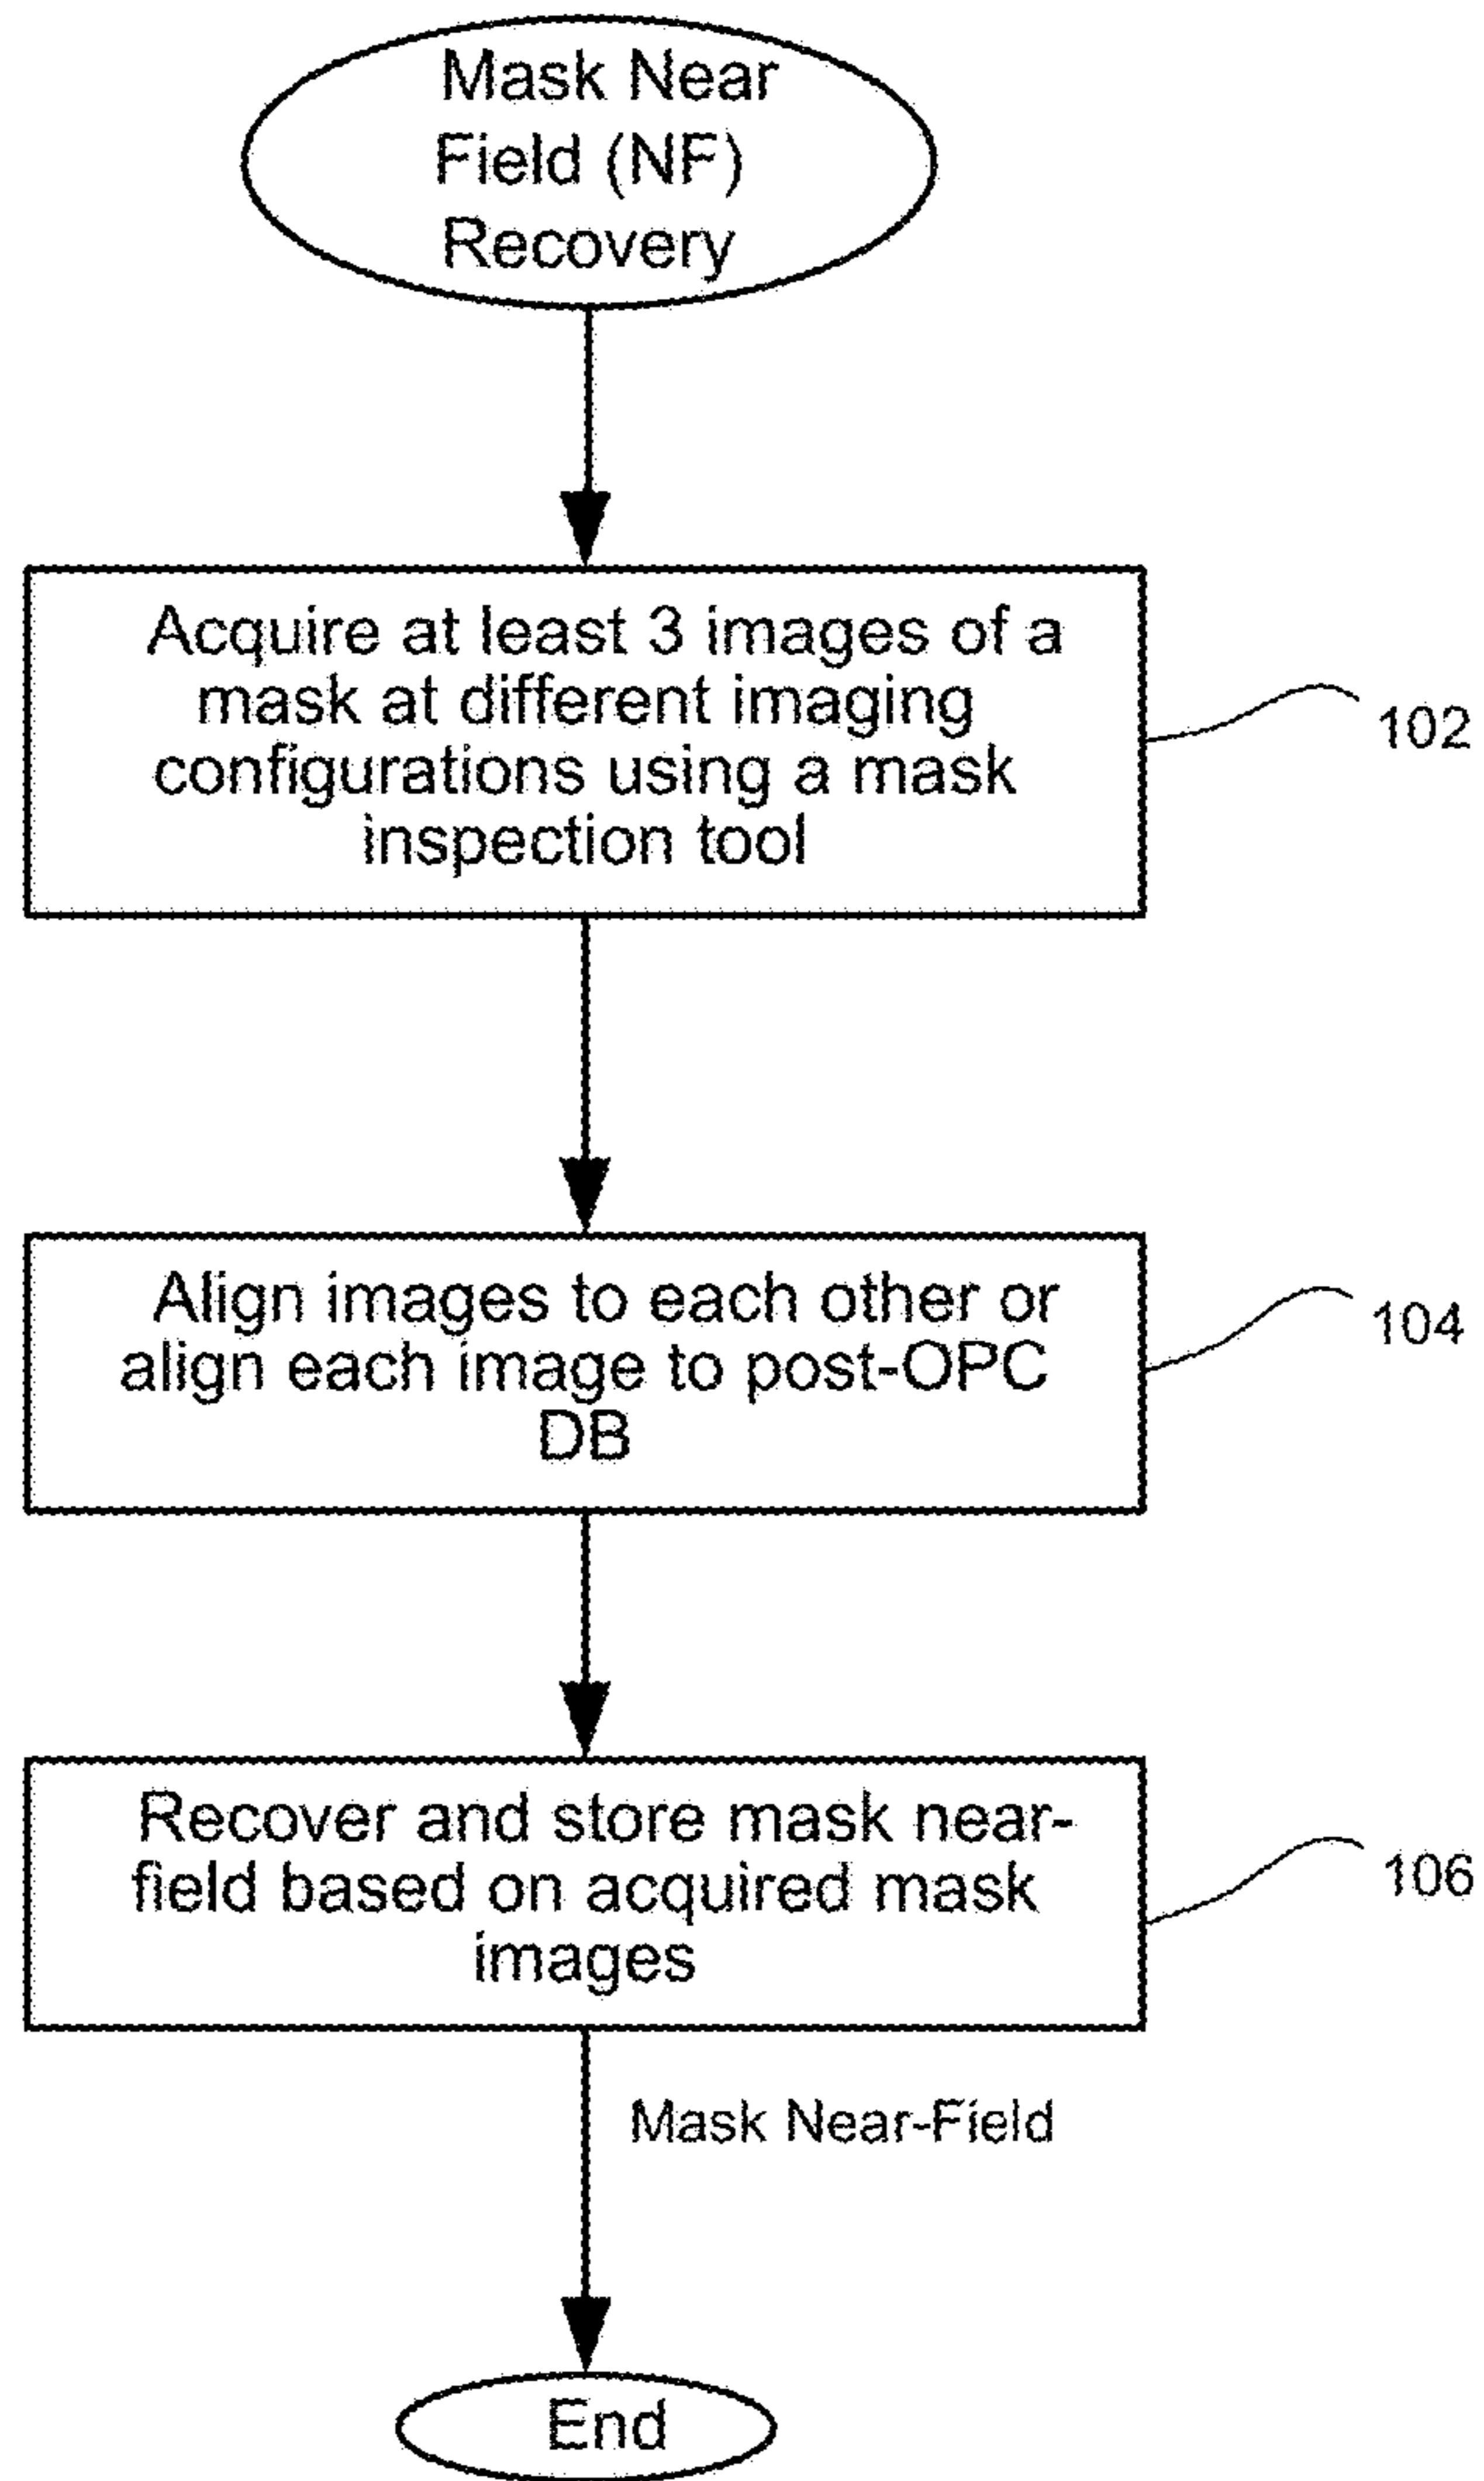 Mask Near
Field (NF)
Recovery
Acquire at least 3 images of a
mask at different imaging
configurations using a mask
inspection tool
102
Align images to each other or
align each image to post-OPC
DB
104
Recover and store mask near-
field based on acquired mask
images
106
Mask Near-Field
End